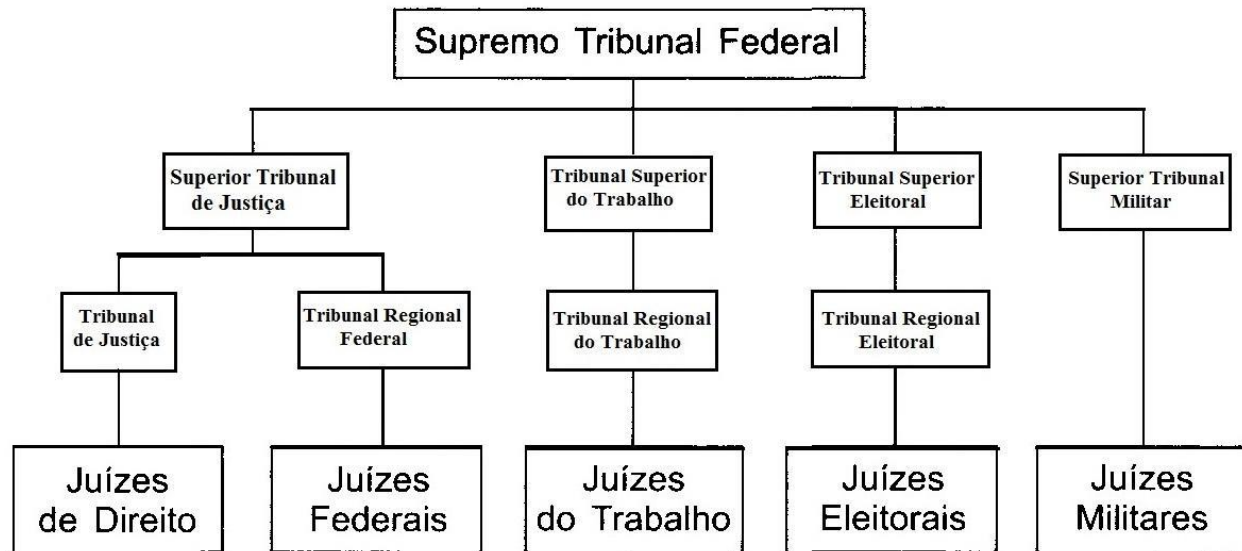 Supremo Tribunal Federal
Superior Tribunal
de Justiça
Tribunal Superior
do Trabalho
Tribunal Superior
Eleitoral
Superior Tribunal
Militar
Tribunal
de Justiça
Tribunal Regional
Federal
Tribunal Regional
do Trabalho
Tribunal Regional
Eleitoral
Juízes
de Direito
Juízes
Federais
Juízes
do Trabalho
Juízes
Eleitorais
Juízes
Militares